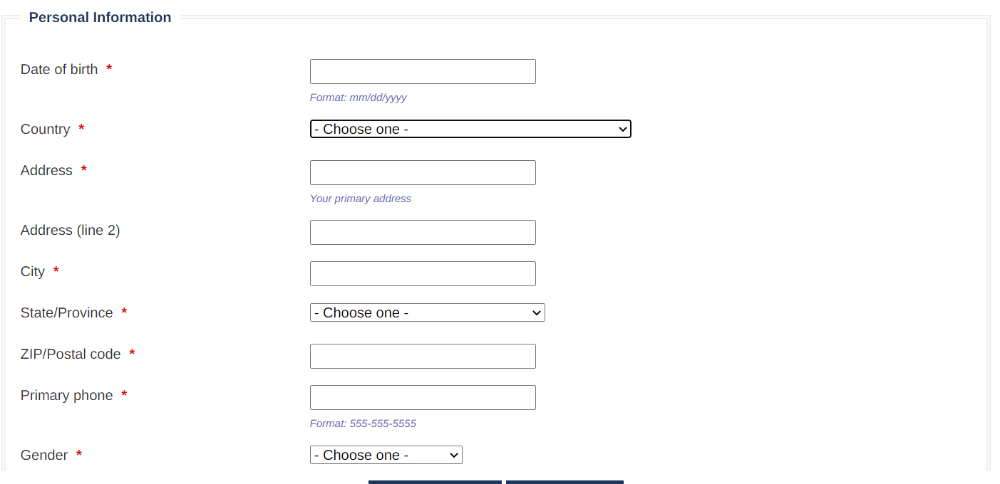 Personal Information
Date of birth *
Format: mm/dd/yyyy
Country * - Choose one -
Address *
Your primary address
Address (line 2)
City *
State/Province * - Choose one -
ZIP/Postal code *
Primary phone *
Format: 555-555-5555
Gender * - Choose one -